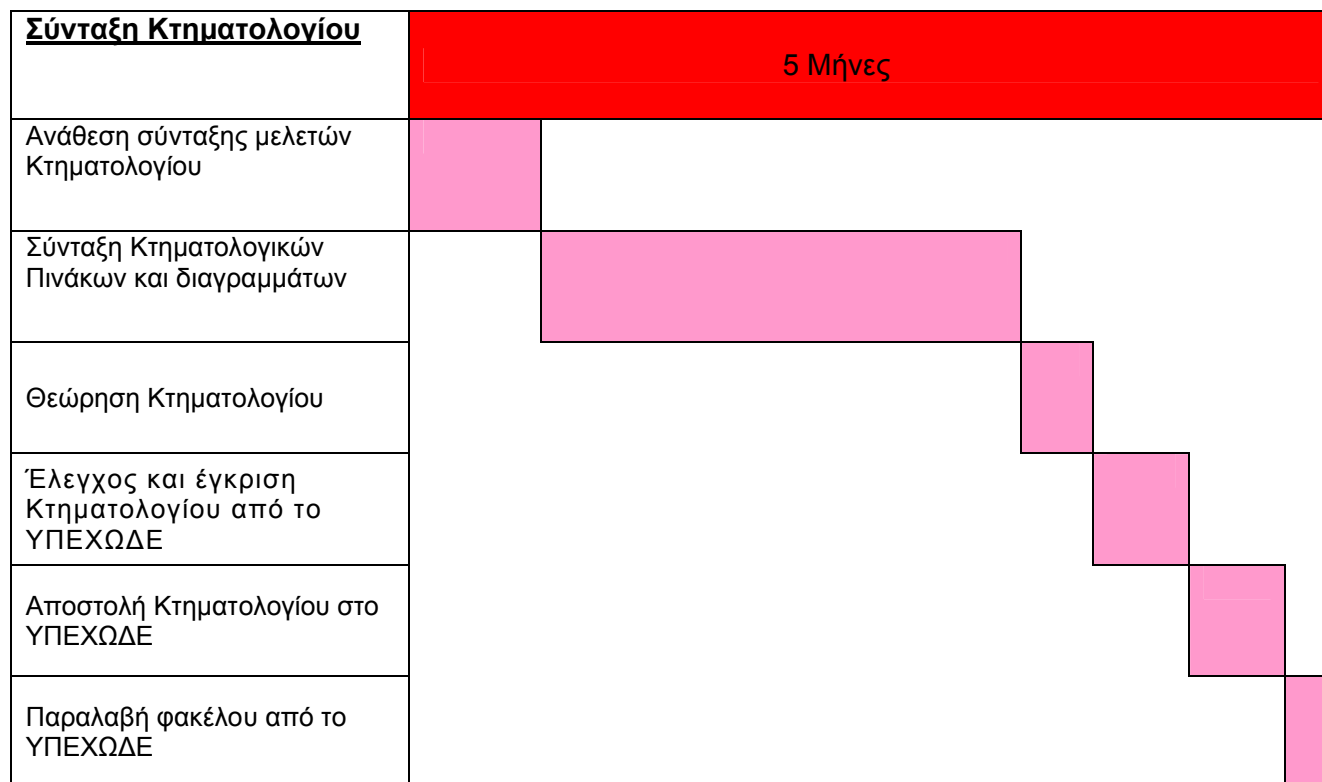 Σύνταξη Κτηματολογίου
5 Μήνες
Ανάθεση σύνταξης μελετών
Κτηματολογίου
Σύνταξη Κτηματολογικών
Πινάκων και διαγραμμάτων
Θεώρηση Κτηματολογίου
Έλεγχος και έγκριση
Κτηματολογίου από το
ΥΠΕΧΩΔΕ
Αποστολή Κτηματολογίου στο
ΥΠΕΧΩΔΕ
Παραλαβή φακέλου από το
ΥΠΕΧΩΔΕ